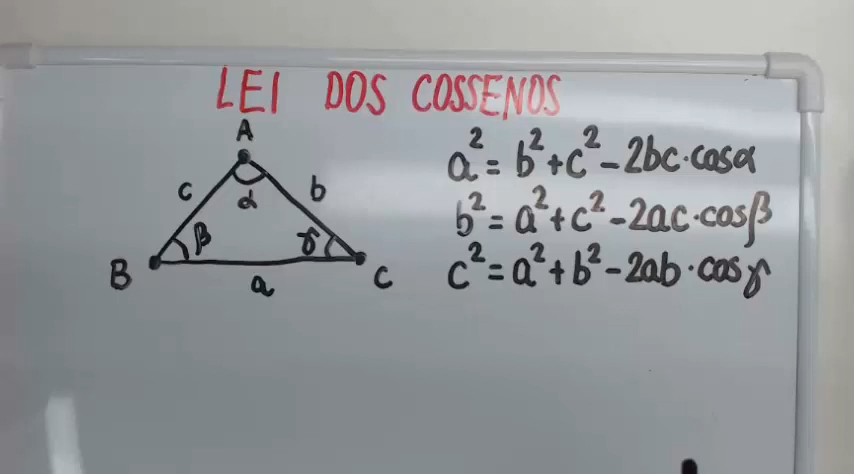 LEI DOS COSSENOS
A
c
b
α
β
γ
B
a
C
a² = b² + c² - 2bc · cosα
b² = a² + c² - 2ac · cosβ
c² = a² + b² - 2ab · cosγ